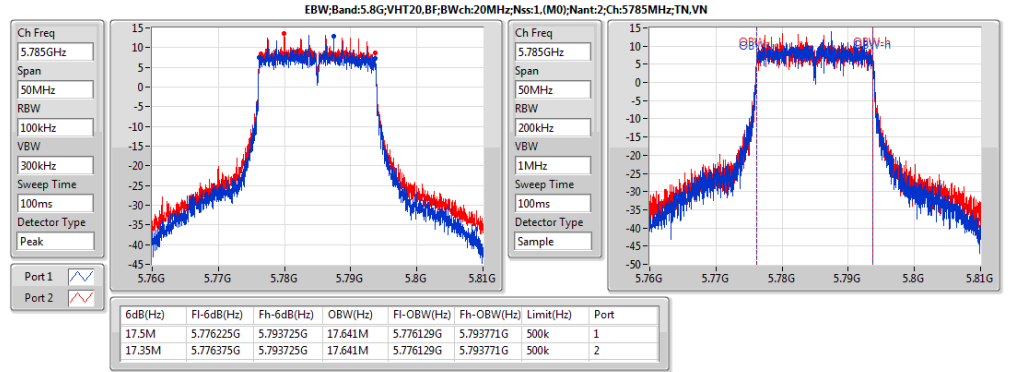 EBW;Band:5.8G;VHT20,BF;BWch:20MHz;Nss:1,(M0);Nant:2;Ch:5785MHz;TN,VN
Ch Freq
5.785GHz
Span
50MHz
RBW
100kHz
VBW
300kHz
Sweep Time
100ms
Detector Type
Peak
Port 1
Port 2
15
10
5
0
-5
-10
-15
-20
-25
-30
-35
-40
-45
5.76G 5.77G 5.78G 5.79G 5.8G 5.81G
Ch Freq
5.785GHz
Span
50MHz
RBW
200kHz
VBW
1MHz
Sweep Time
100ms
Detector Type
Sample
15
10
5
0
-5
-10
-15
-20
-25
-30
-35
-40
-45
-50
OBW-h
5.76G 5.77G 5.78G 5.79G 5.8G 5.81G
6dB(Hz) Fl-6dB(Hz) Fh-6dB(Hz) OBW(Hz) Fl-OBW(Hz) Fh-OBW(Hz) Limit(Hz) Port
17.5M 5.776225G 5.793725G 17.641M 5.776129G 5.793771G 500k 1
17.35M 5.776375G 5.793725G 17.641M 5.776129G 5.793771G 500k 2